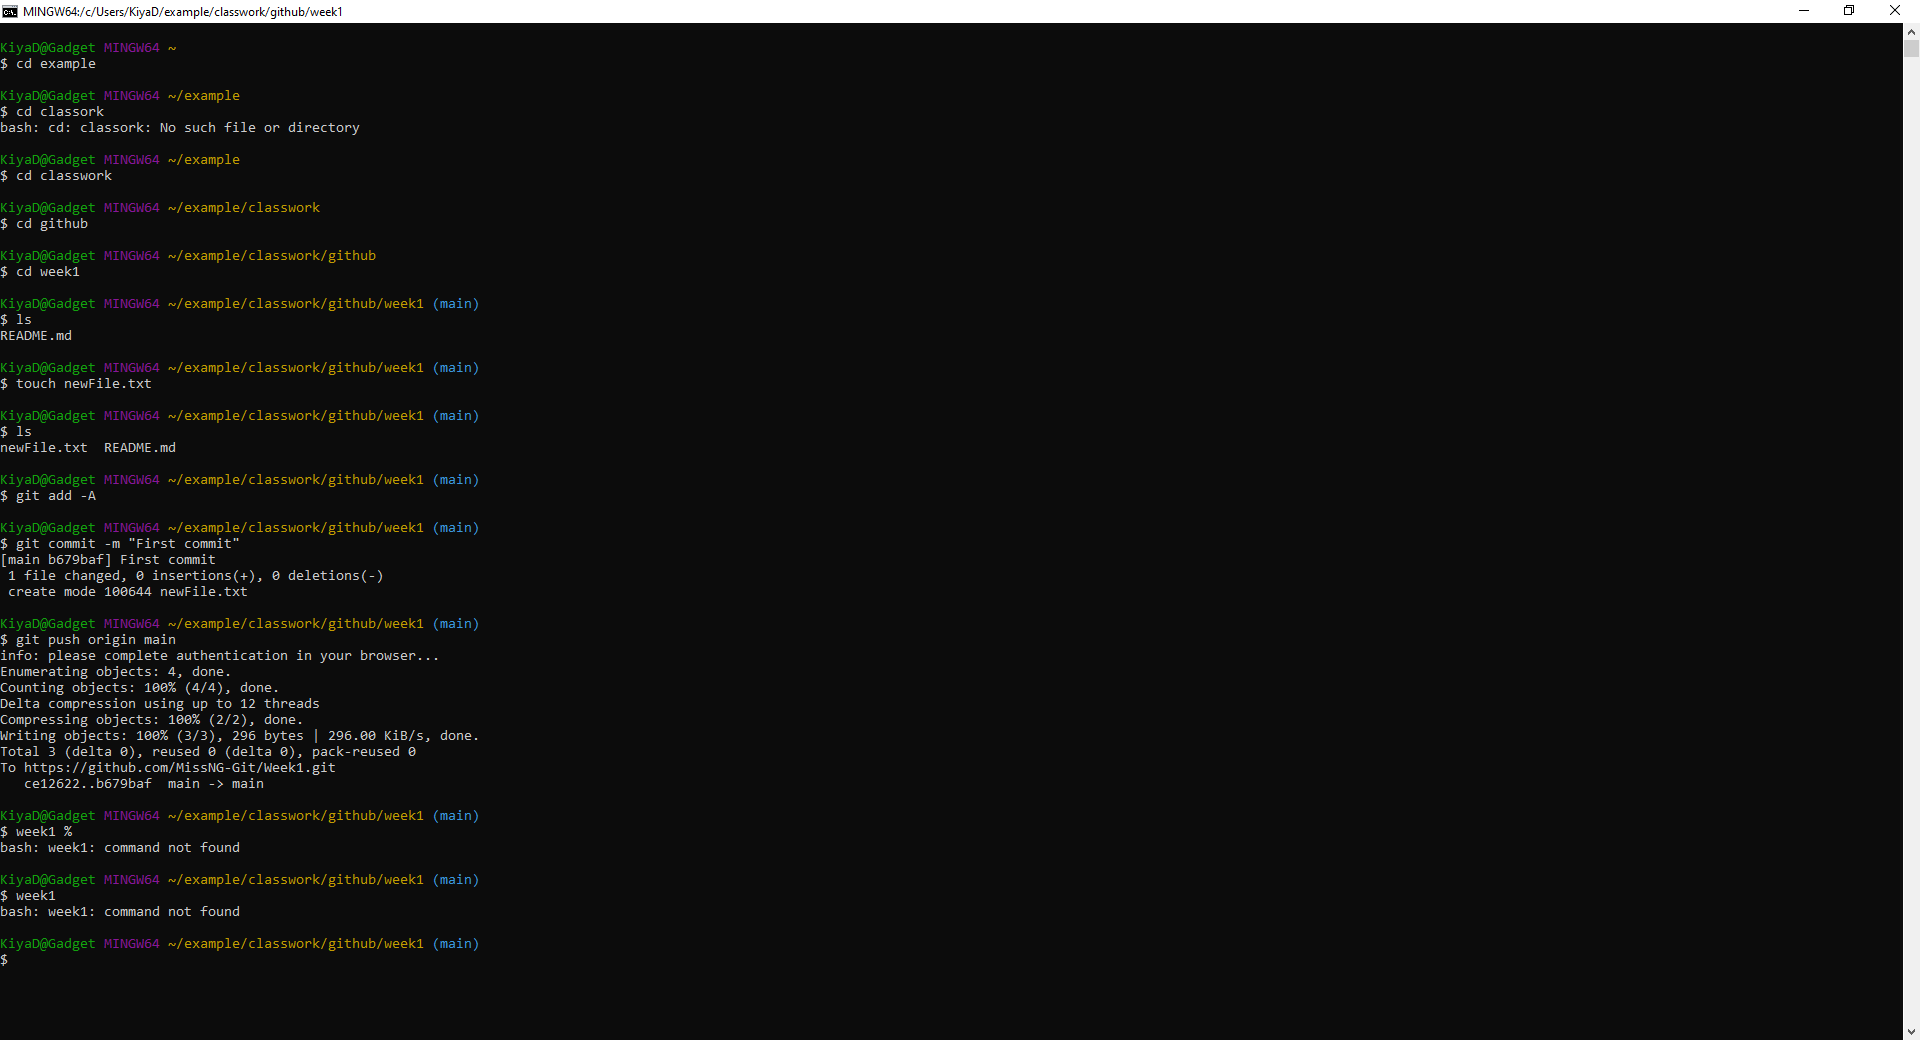 MINGW64:/c/Users/KiyaD/example/classwork/github/week1
KiyaD@Gadget MINGW64 ~
$ cd example
KiyaD@Gadget MINGW64 ~/example
$ cd classork
bash: cd: classork: No such file or directory
KiyaD@Gadget MINGW64 ~/example
$ cd classwork
KiyaD@Gadget MINGW64 ~/example/classwork
$ cd github
KiyaD@Gadget MINGW64 ~/example/classwork/github
$ cd week1
KiyaD@Gadget MINGW64 ~/example/classwork/github/week1 (main)
$ ls
README.md
KiyaD@Gadget MINGW64 ~/example/classwork/github/week1 (main)
$ touch newFile.txt
KiyaD@Gadget MINGW64 ~/example/classwork/github/week1 (main)
$ ls
newFile.txt  README.md
KiyaD@Gadget MINGW64 ~/example/classwork/github/week1 (main)
$ git add -A
KiyaD@Gadget MINGW64 ~/example/classwork/github/week1 (main)
$ git commit -m "First commit"
[main b679baf] First commit
 1 file changed, 0 insertions(+), 0 deletions(-)
 create mode 100644 newFile.txt
KiyaD@Gadget MINGW64 ~/example/classwork/github/week1 (main)
$ git push origin main
info: please complete authentication in your browser...
Enumerating objects: 4, done.
Counting objects: 100% (4/4), done.
Delta compression using up to 12 threads
Compressing objects: 100% (2/2), done.
Writing objects: 100% (3/3), 296 bytes | 296.00 KiB/s, done.
Total 3 (delta 0), reused 0 (delta 0), pack-reused 0
To https://github.com/MissNG-Git/Week1.git
   ce12622..b679baf  main -> main
KiyaD@Gadget MINGW64 ~/example/classwork/github/week1 (main)
$ week1 %
bash: week1: command not found
KiyaD@Gadget MINGW64 ~/example/classwork/github/week1 (main)
$ week1
bash: week1: command not found
KiyaD@Gadget MINGW64 ~/example/classwork/github/week1 (main)
$